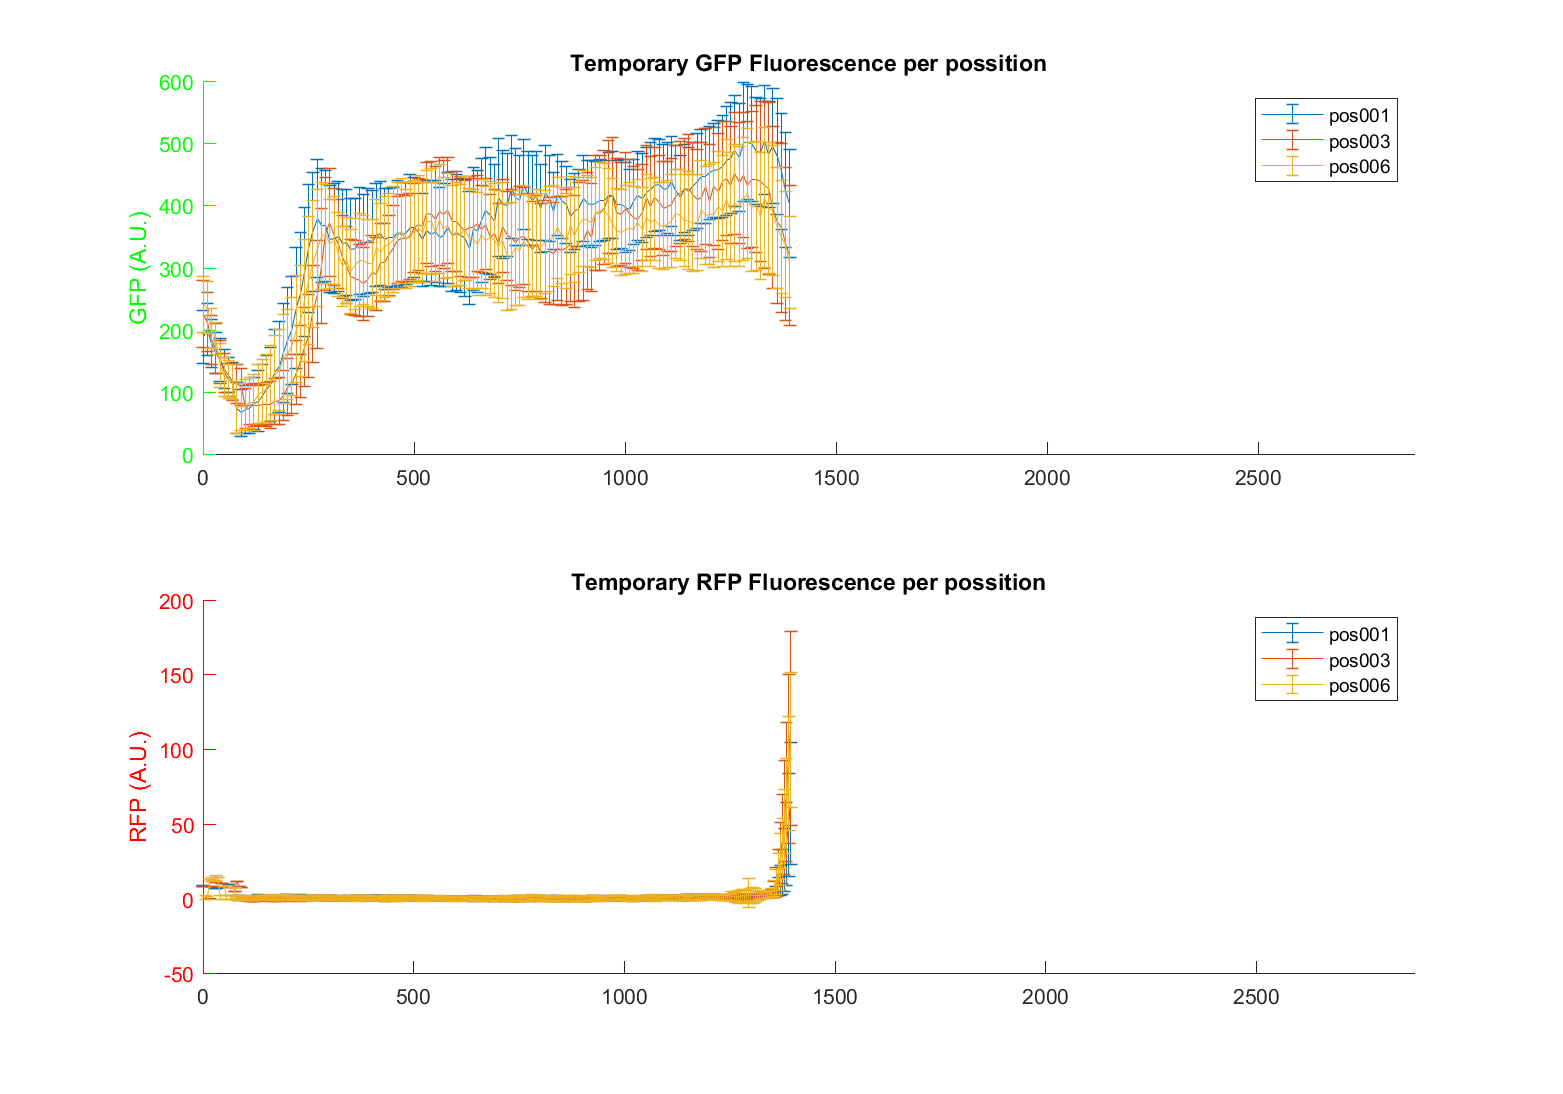 Temporary GFP Fluorescence per possition
GFP (A.U.)
600
500
400
300
200
100
0
0 500 1000 1500 2000 2500
pos001
pos003
pos006
Temporary RFP Fluorescence per possition
RFP (A.U.)
200
150
100
50
0
-50
0 500 1000 1500 2000 2500
pos001
pos003
pos006